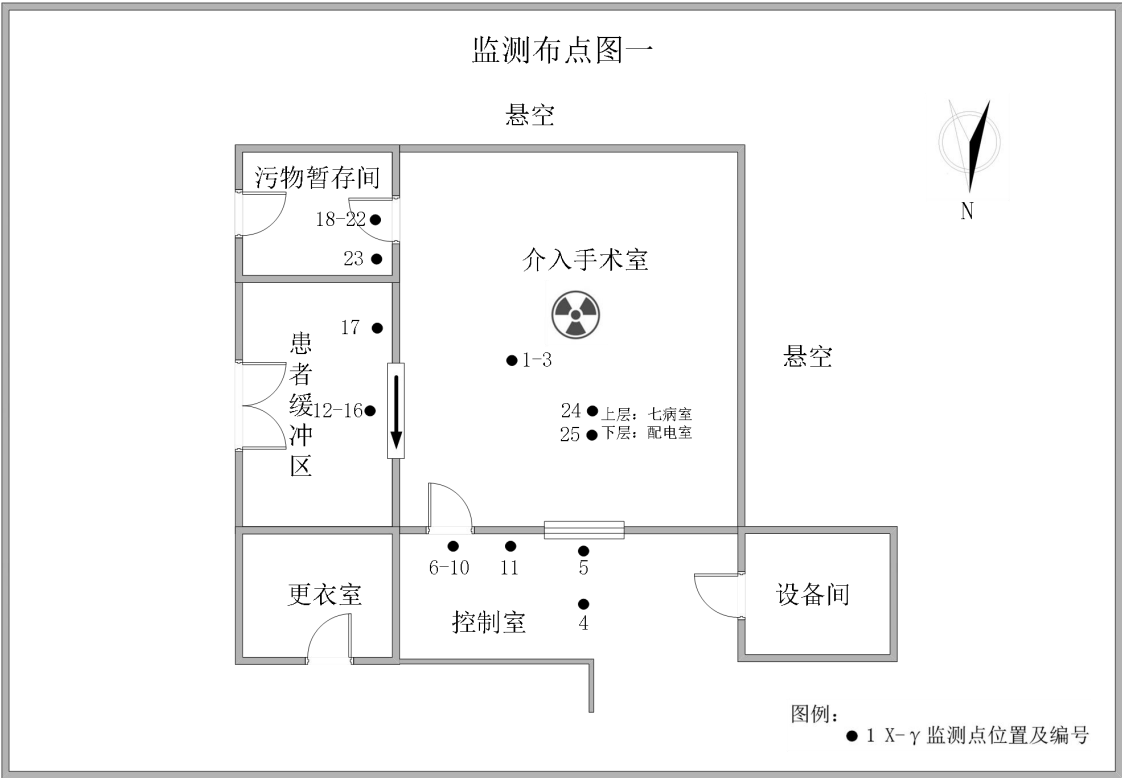 监测布点图一
悬空
N
污物暂存间
18-22
23
介入手术室
17
患者缓冲区
12-16
1-3
悬空
24 上层：七病室
25 下层：配电室
6-10
11
5
4
更衣室
控制室
设备间
图例：
1 X-γ 监测点位置及编号